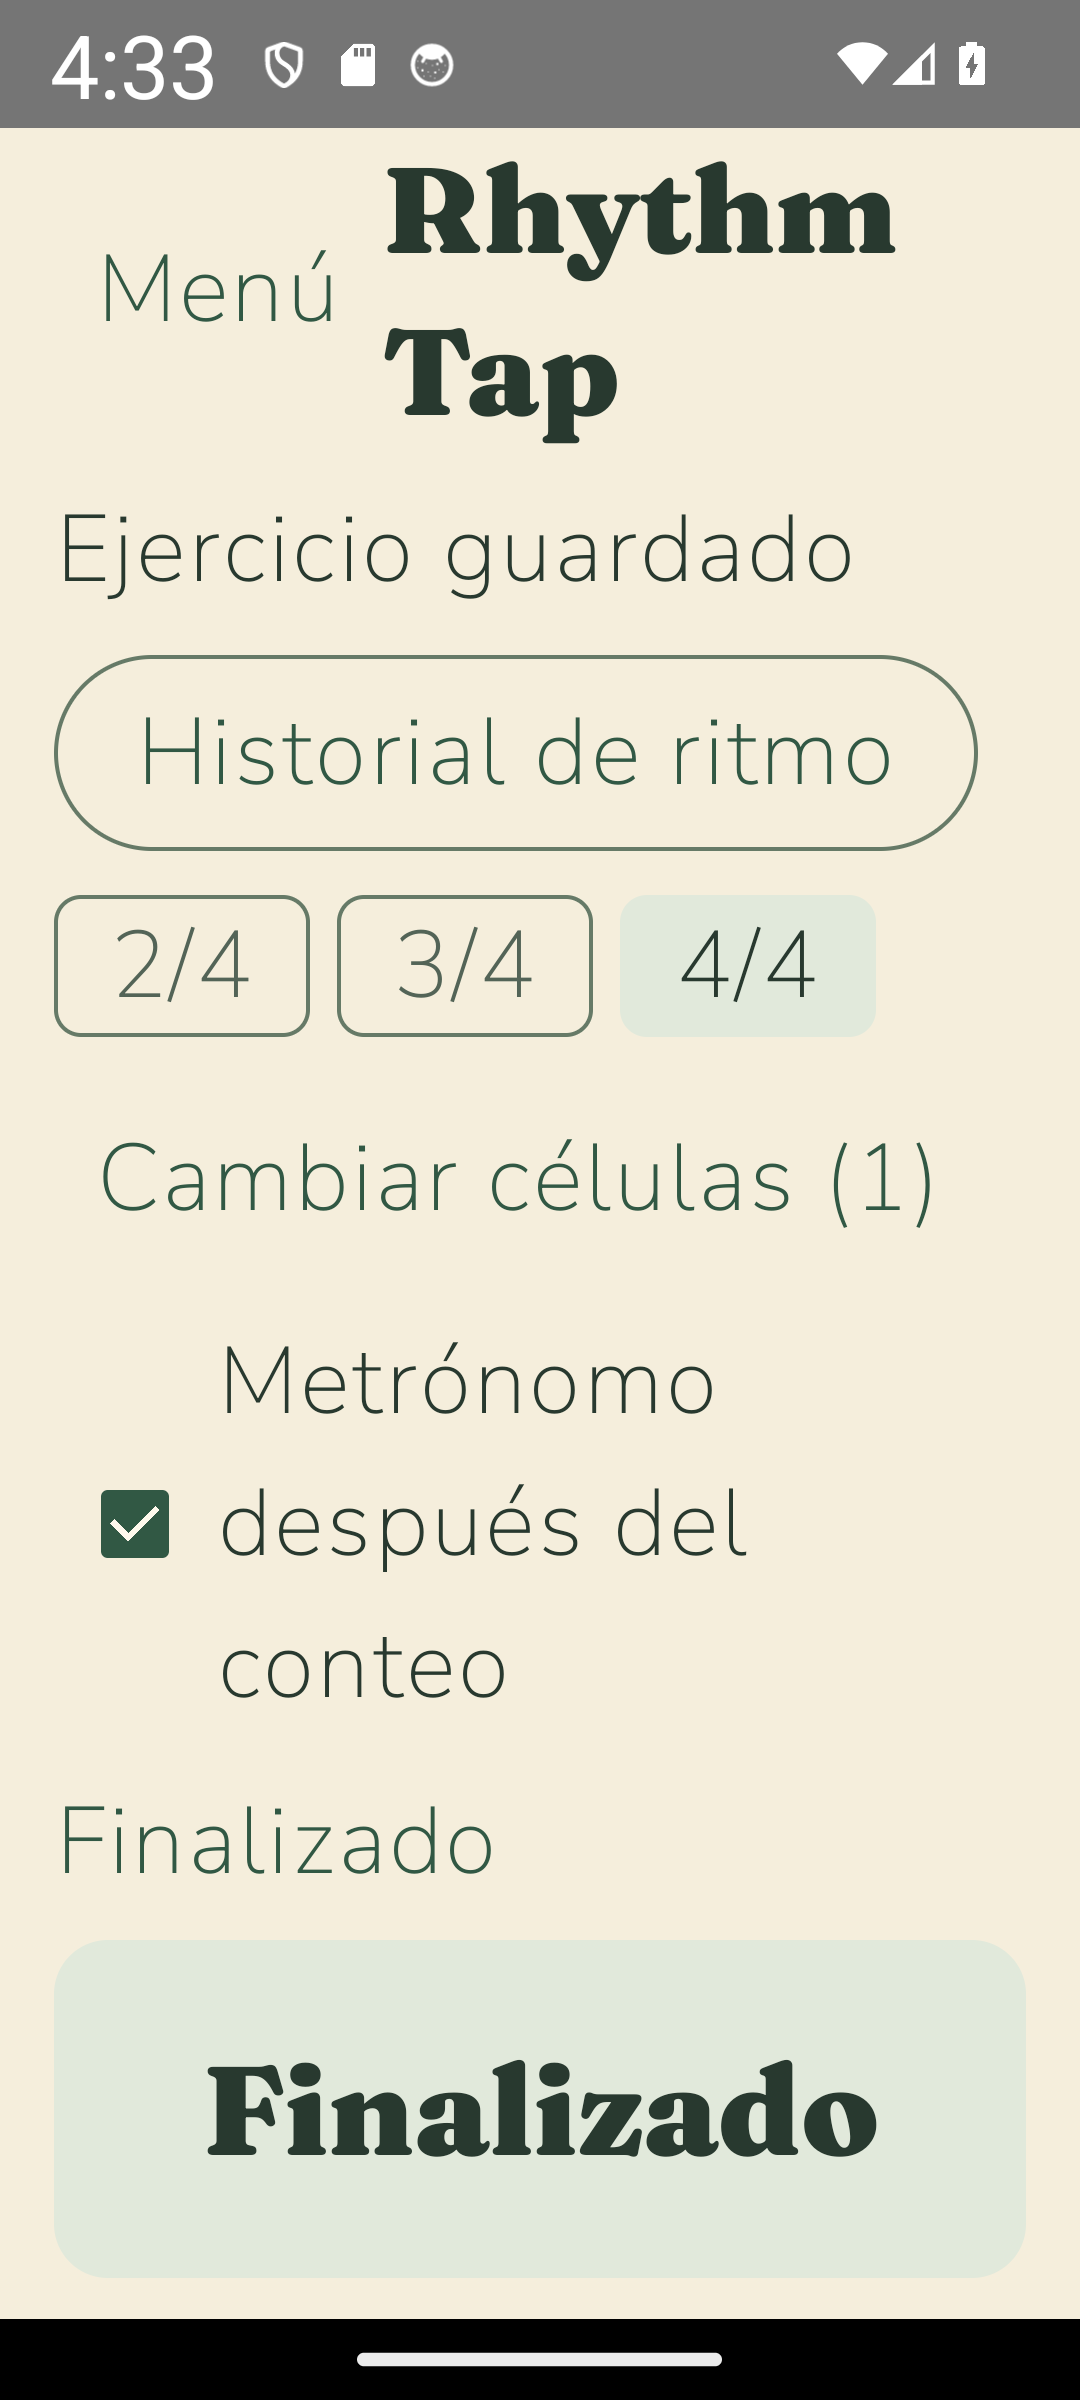 4:33
Menú
Rhythm
Tap
Ejercicio guardado
Historial de ritmo
2/4 3/4 4/4
Cambiar células (1)
Metrónomo
después del
conteo
Finalizado
Finalizado